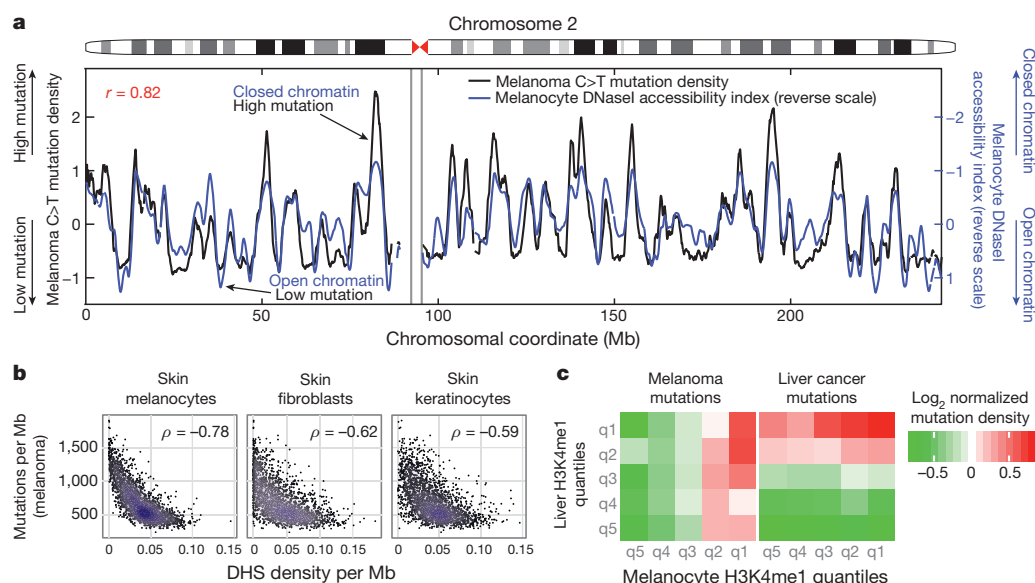 a
Chromosome 2
High mutation
Low mutation
Melanoma C>T mutation density
2
1
0
−1
r = 0.82
Closed chromatin
High mutation
Open chromatin
Low mutation
Melanoma C>T mutation density
Melanocyte DNaseI accessibility index (reverse scale)
−2
−1
0
1
Melanocyte DNaseI
accessibility index (reverse scale)
Closed chromatin
Open chromatin
0 50 100 150 200
Chromosomal coordinate (Mb)
b
Skin
melanocytes
Skin
fibroblasts
Skin
keratinocytes
Mutations per Mb
(melanoma)
1,500
1,000
500
ρ = −0.78
ρ = −0.62
ρ = −0.59
0 0.05 0.10 0.15
0 0.05 0.10 0.15
0 0.05 0.10 0.15
DHS density per Mb
c
Melanoma
mutations
Liver cancer
mutations
Log2 normalized
mutation density
−0.5 0 0.5
Liver H3K4me1
quantiles
q1
q2
q3
q4
q5
q5 q4 q3 q2 q1
q5 q4 q3 q2 q1
Melanocyte H3K4me1 quantiles